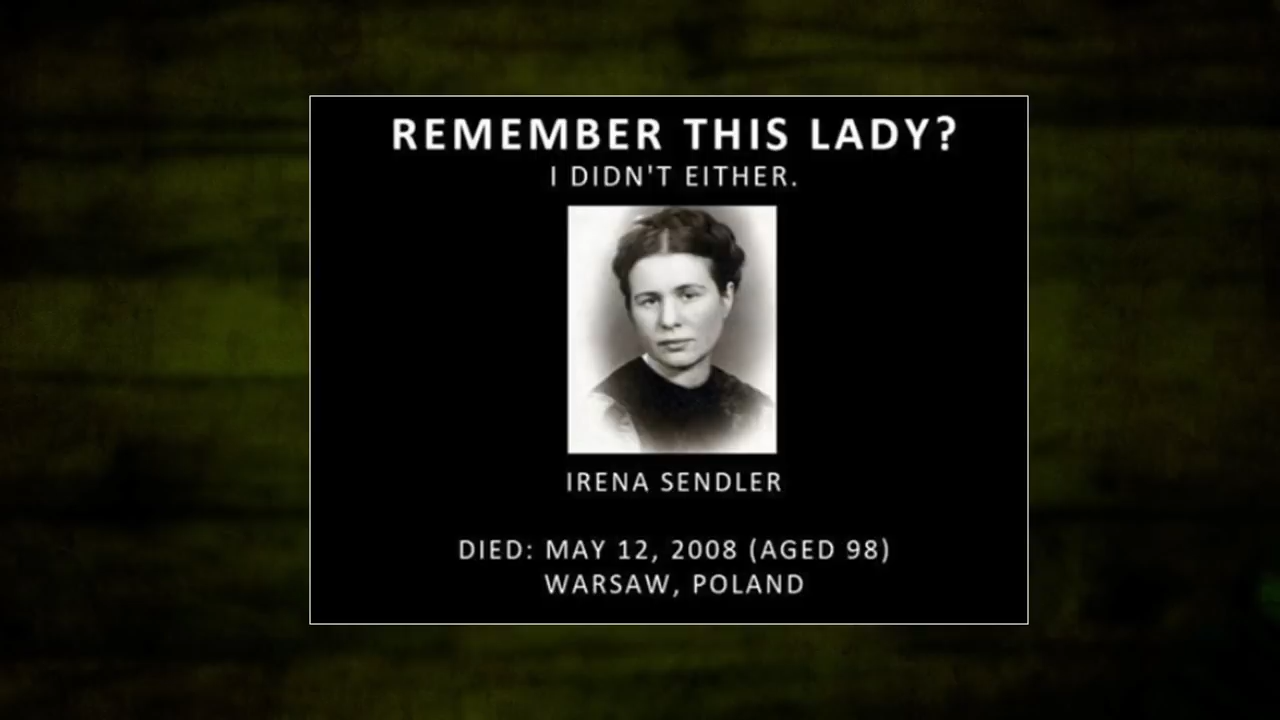 REMEMBER THIS LADY?
I DIDN'T EITHER.
IRENA SENDLER
DIED: MAY 12, 2008 (AGED 98)
WARSAW, POLAND